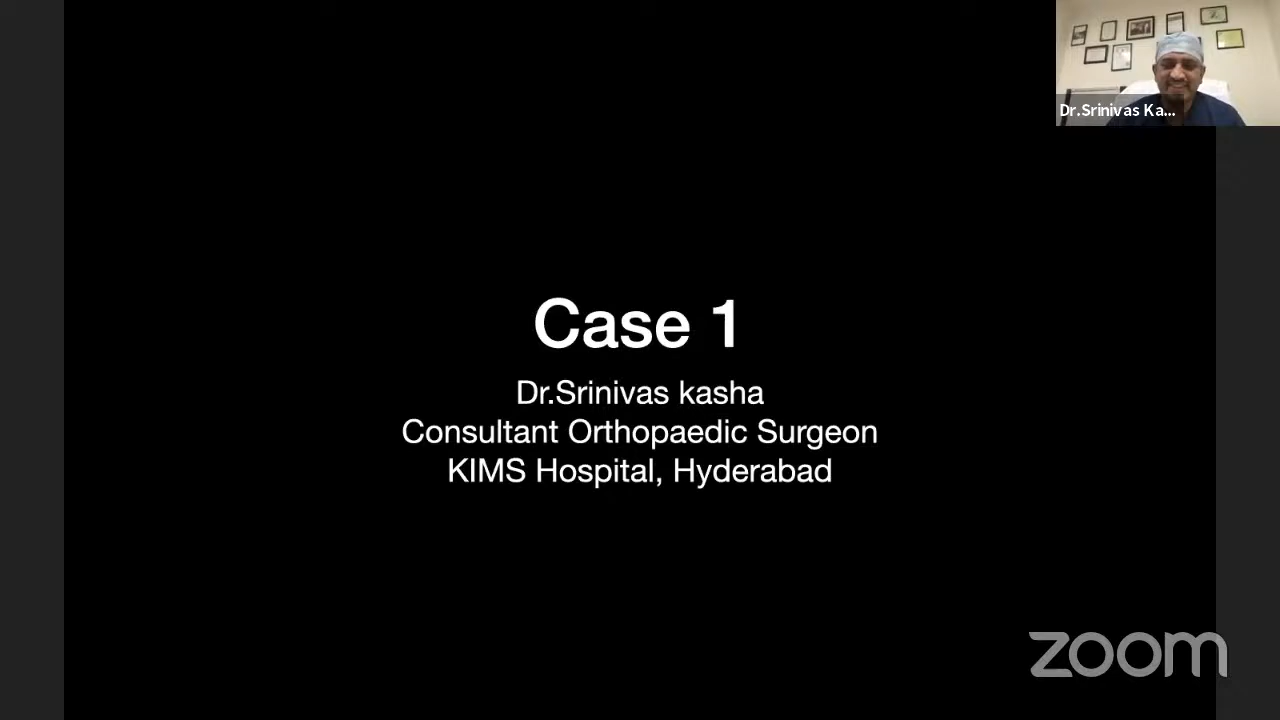 Dr.Srinivas Ka...
Case 1
Dr.Srinivas kasha
Consultant Orthopaedic Surgeon
KIMS Hospital, Hyderabad
zoom